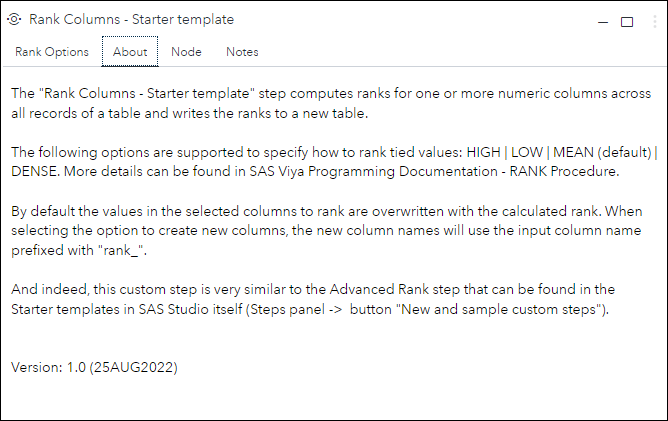 Rank Columns - Starter template
Rank Options About Node Notes
The "Rank Columns - Starter template" step computes ranks for one or more numeric columns across
all records of a table and writes the ranks to a new table.
The following options are supported to specify how to rank tied values: HIGH | LOW | MEAN (default) |
DENSE. More details can be found in SAS Viya Programming Documentation - RANK Procedure.
By default the values in the selected columns to rank are overwritten with the calculated rank. When
selecting the option to create new columns, the new column names will use the input column name
prefixed with "rank_".
And indeed, this custom step is very similar to the Advanced Rank step that can be found in the
Starter templates in SAS Studio itself (Steps panel -> button "New and sample custom steps").
Version: 1.0 (25AUG2022)